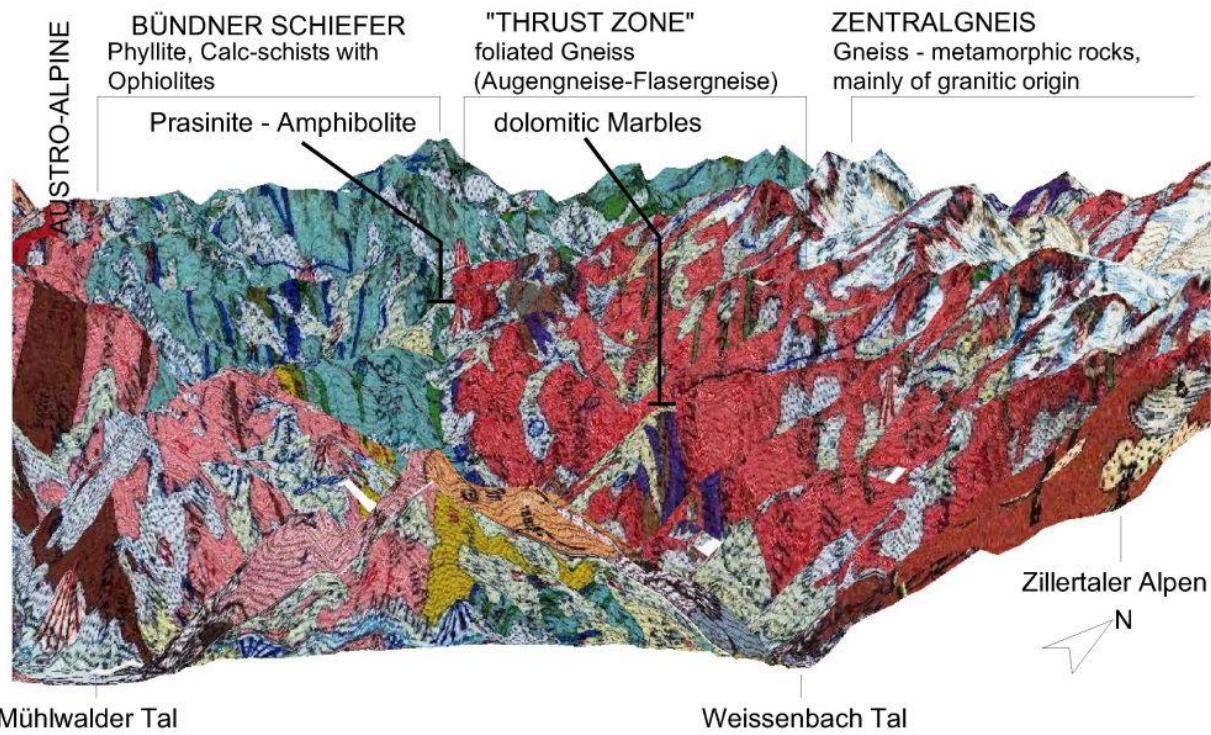 AUSTRO-ALPINE
BÜNDNER SCHIEFER
Phyllite, Calc-schists with
Ophiolites
Prasinite - Amphibolite
"THRUST ZONE"
foliated Gneiss
(Augengneise-Flasergneise)
dolomitic Marbles
ZENTRALGNEIS
Gneiss - metamorphic rocks,
mainly of granitic origin
Zillertaler Alpen
N
Mühlwalder Tal
Weissenbach Tal